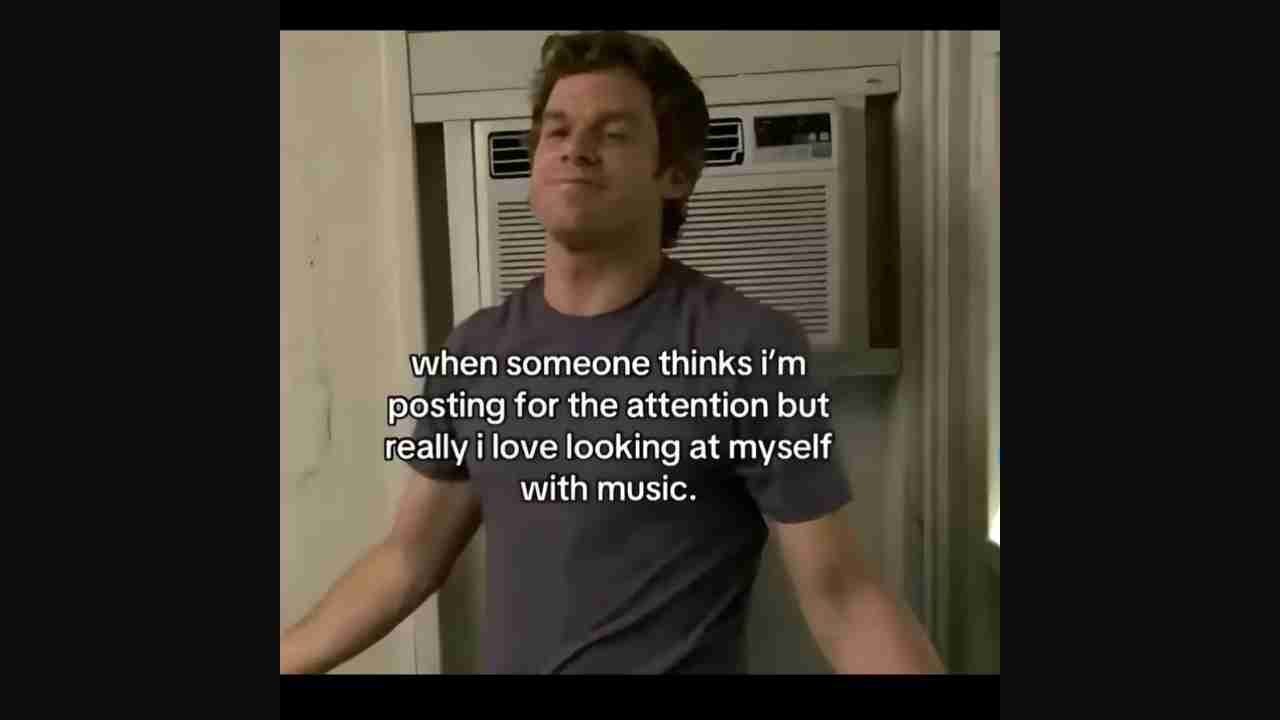 when someone thinks i'm
posting for the attention but
really i love looking at myself
with music.